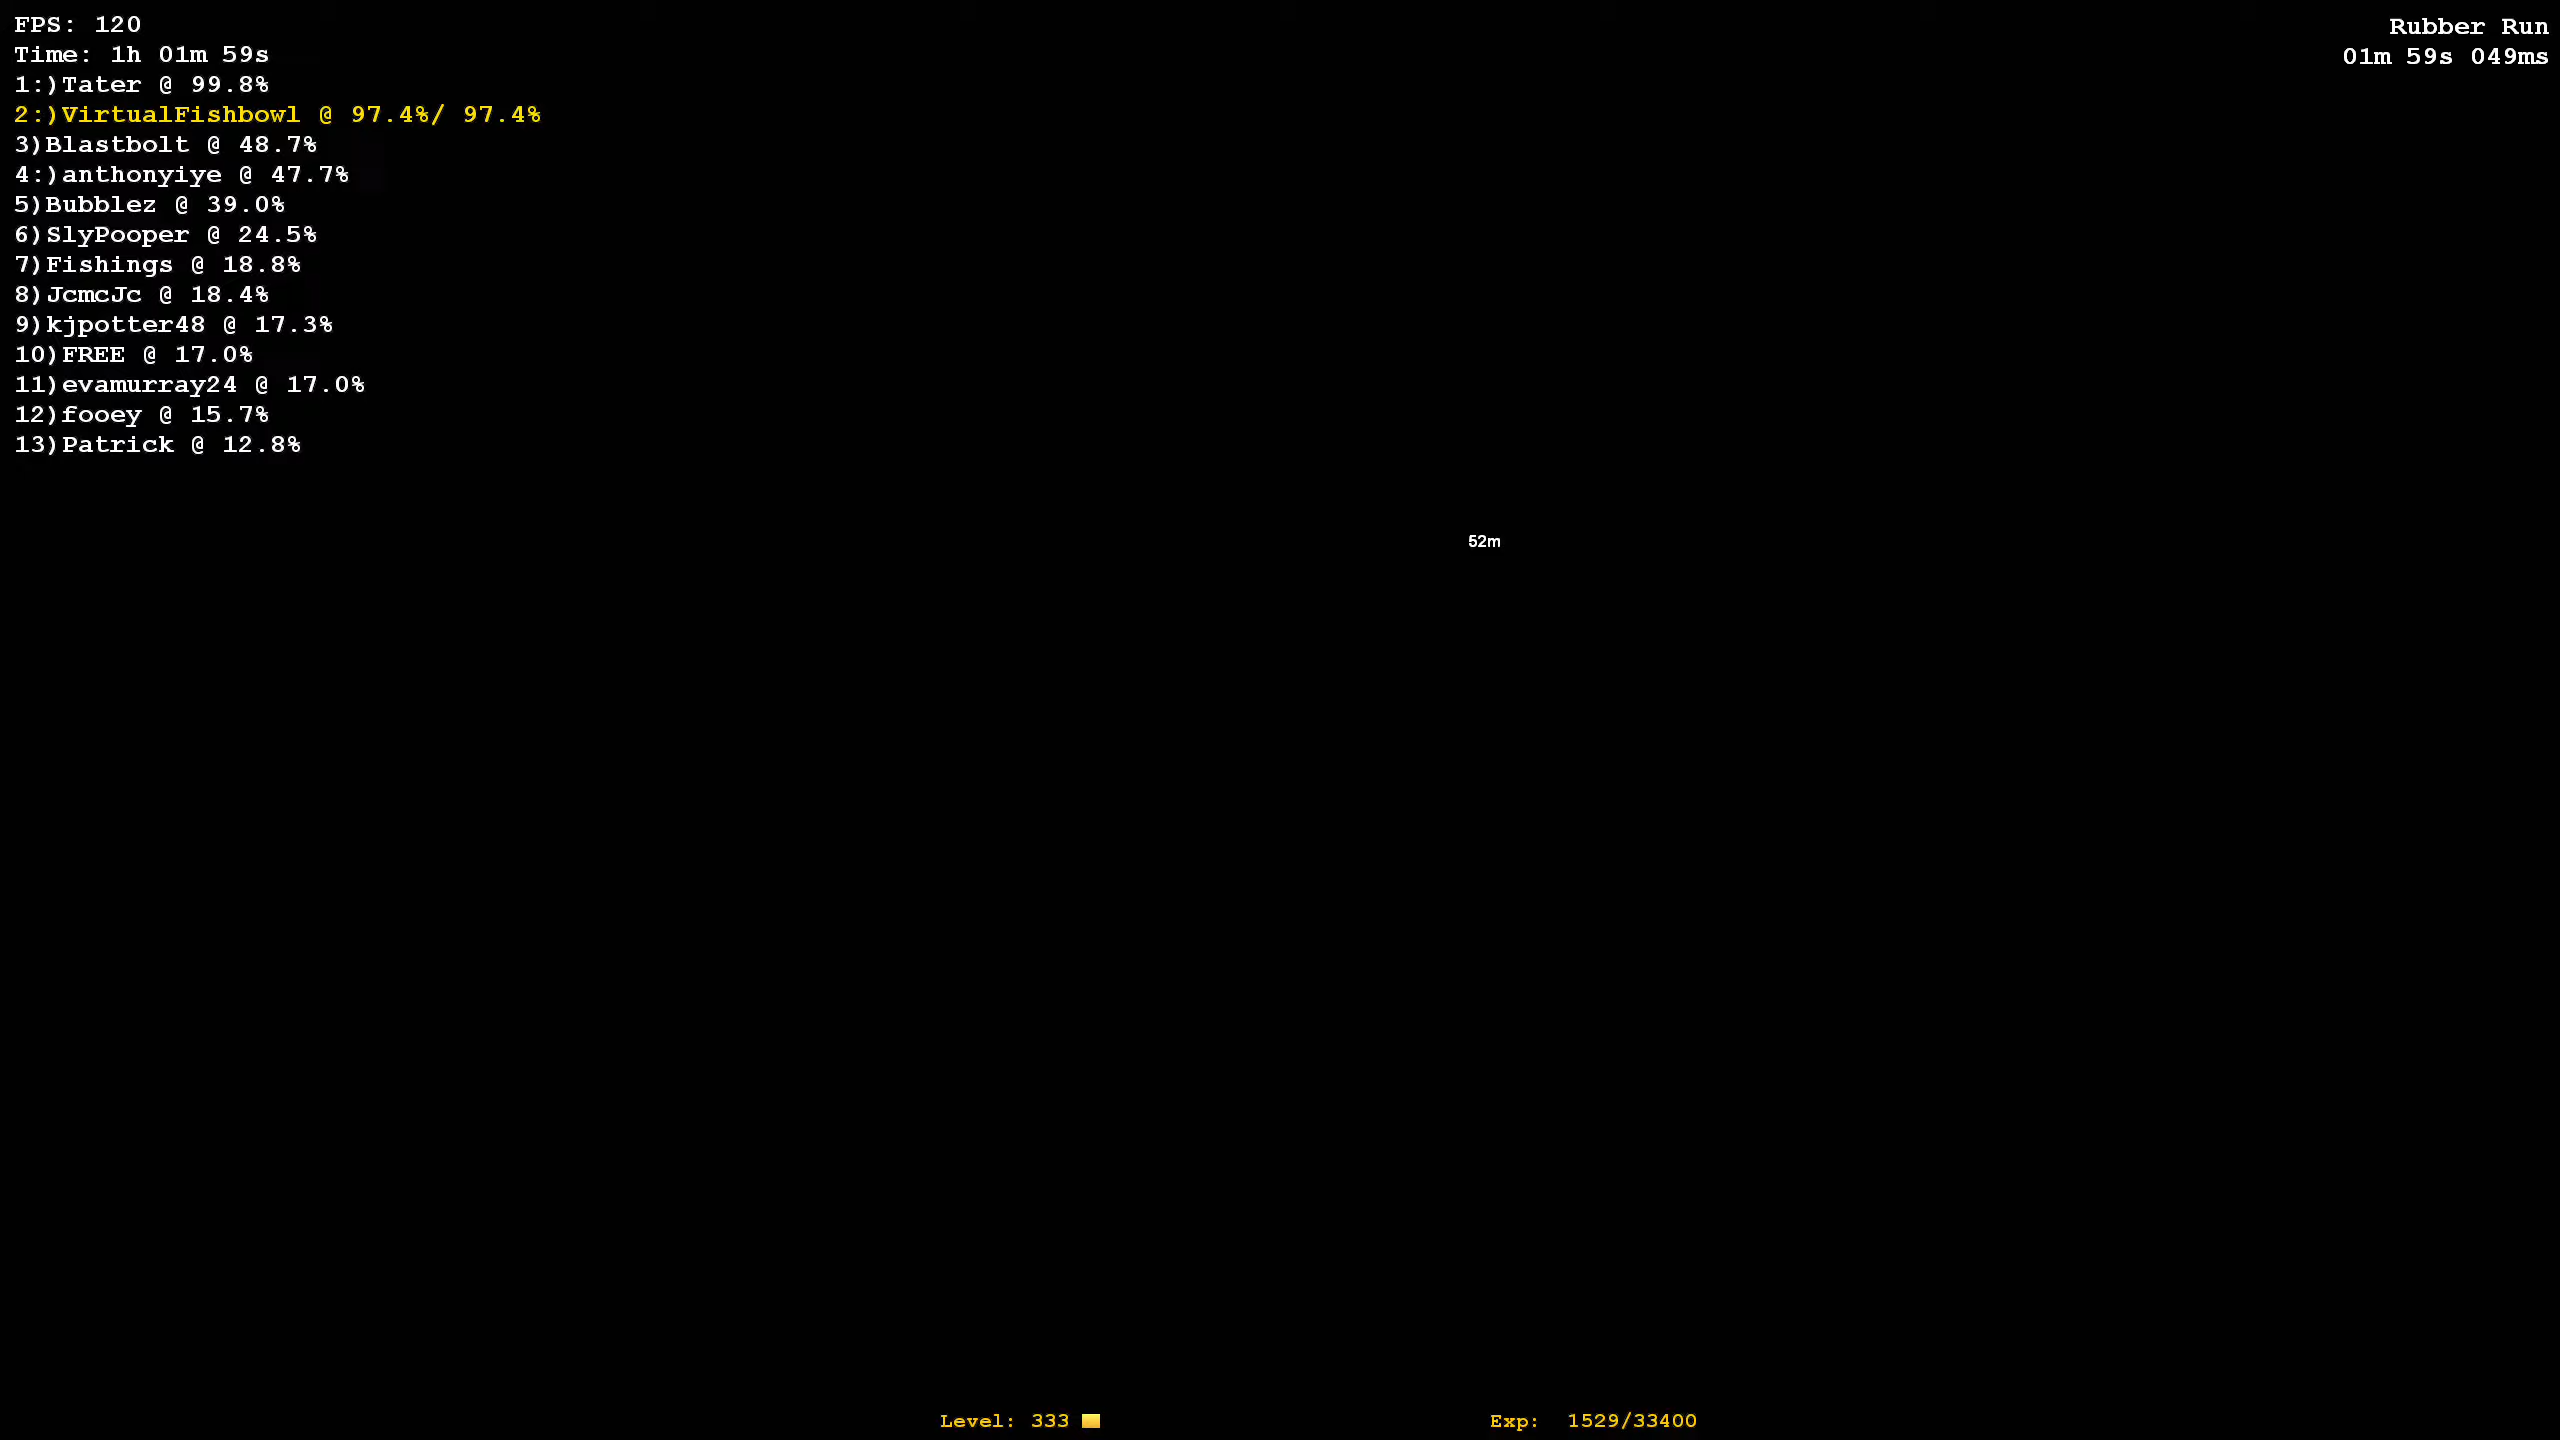 FPS: 120
Time: 1h 01m 59s
1:)Tater @ 99.8%
2:)VirtualFishbowl @ 97.4%/ 97.4%
3)Blastbolt @ 48.7%
4:)anthonyiye @ 47.7%
5)Bubblez @ 39.0%
6)SlyPooper @ 24.5%
7)Fishings @ 18.8%
8)JcmcJc @ 18.4%
9)kjpotter48 @ 17.3%
10)FREE @ 17.0%
11)evamurray24 @ 17.0%
12)fooey @ 15.7%
13)Patrick @ 12.8%
Rubber Run
01m 59s 049ms
52m
Level: 333
Exp: 1529/33400